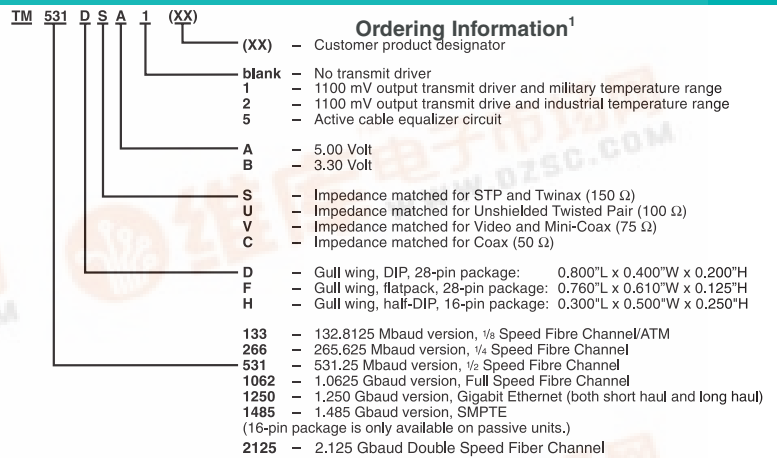 TM 531 D S A 1 (XX)
Ordering Information1
(XX) – Customer product designator
blank – No transmit driver
1 – 1100 mV output transmit driver and military temperature range
2 – 1100 mV output transmit drive and industrial temperature range
5 – Active cable equalizer circuit
A – 5.00 Volt
B – 3.30 Volt
S – Impedance matched for STP and Twinax (150 Ω)
U – Impedance matched for Unshielded Twisted Pair (100 Ω)
V – Impedance matched for Video and Mini-Coax (75 Ω)
C – Impedance matched for Coax (50 Ω)
D – Gull wing, DIP, 28-pin package: 0.800"L x 0.400"W x 0.200"H
F – Gull wing, flatpack, 28-pin package: 0.760"L x 0.610"W x 0.125"H
H – Gull wing, half-DIP, 16-pin package: 0.300"L x 0.500"W x 0.250"H
133 – 132.8125 Mbaud version, 1/8 Speed Fibre Channel/ATM
266 – 265.625 Mbaud version, 1/4 Speed Fibre Channel
531 – 531.25 Mbaud version, 1/2 Speed Fibre Channel
1062 – 1.0625 Gbaud version, Full Speed Fibre Channel
1250 – 1.250 Gbaud version, Gigabit Ethernet (both short haul and long haul)
1485 – 1.485 Gbaud version, SMPTE
(16-pin package is only available on passive units.)
2125 – 2.125 Gbaud Double Speed Fiber Channel
WWW.DZSC.COM